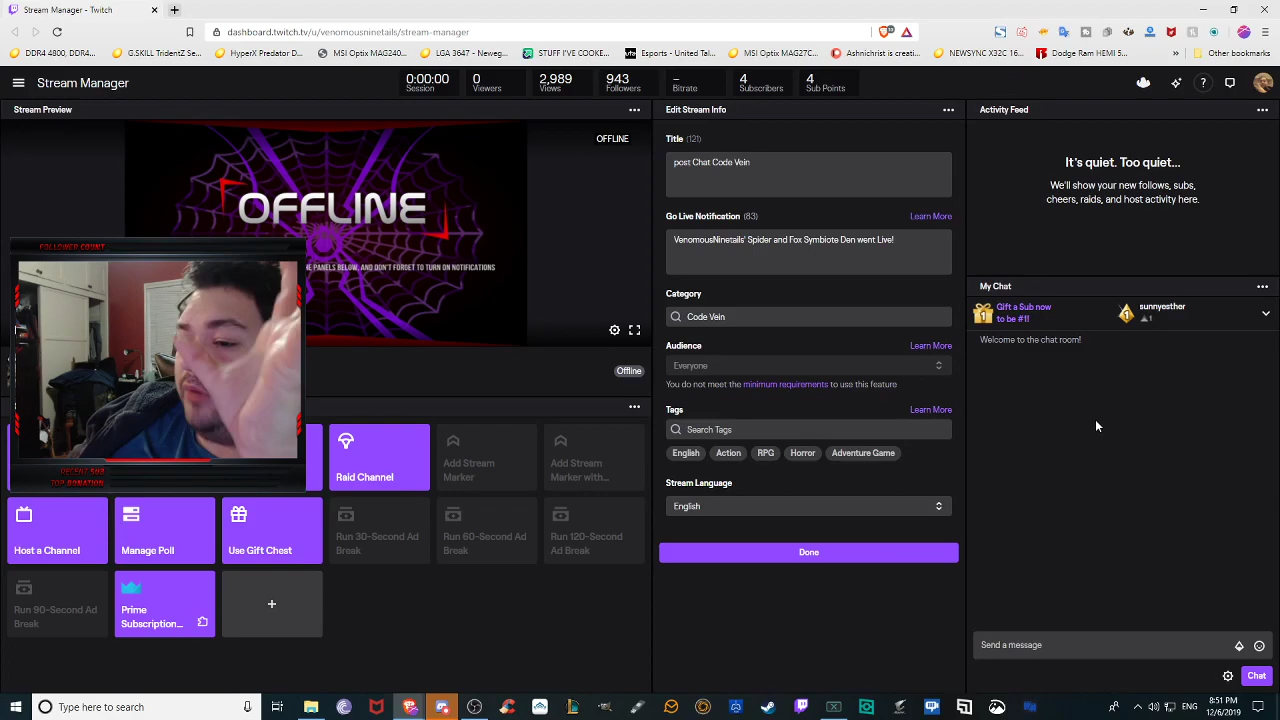 Stream Manager - Twitch
dashboard.twitch.tv/u/venomousninetails/stream-manager
DDR4 4800, DDR4...
G.SKILL TridentZ Se...
HyperX Predator D...
MSI Optix MAG27C...
LGA 3647 - Newe...
STUFF I'VE COOKE...
Esports - United St...
MSI Optix MAG27C...
Ashnichrist is creati...
NEWSYNC X32C 16...
Dodge Ram HEMI S...
Other bookmarks
Stream Manager
0:00:00
Session
0
Viewers
2,989
Views
943
Followers
–
Bitrate
4
Subscribers
4
Sub Points
Stream Preview
OFFLINE
OFFLINE
HE PANELS BELOW, AND DON'T FORGET TO TURN ON NOTIFICATIONS
FOLLOWER COUNT
RECENT SUB
TOP DONATION
Offline
Raid Channel
Add Stream
Marker
Add Stream
Marker with...
Host a Channel
Manage Poll
Use Gift Chest
Run 30-Second Ad
Break
Run 60-Second Ad
Break
Run 120-Second
Ad Break
Run 90-Second Ad
Break
Prime
Subscription...
Edit Stream Info
Title (121)
post Chat Code Vein
Go Live Notification (83)
Learn More
VenomousNinetails' Spider and Fox Symbiote Den went Live!
Category
Code Vein
Audience
Learn More
Everyone
You do not meet the minimum requirements to use this feature
Tags
Learn More
Search Tags
English
Action
RPG
Horror
Adventure Game
Stream Language
English
Done
Activity Feed
It's quiet. Too quiet...
We'll show your new follows, subs,
cheers, raids, and host activity here.
My Chat
Gift a Sub now
to be #1!
1
sunnyesther
1
Welcome to the chat room!
Send a message
Chat
Type here to search
ENG
8:51 PM
12/6/2019